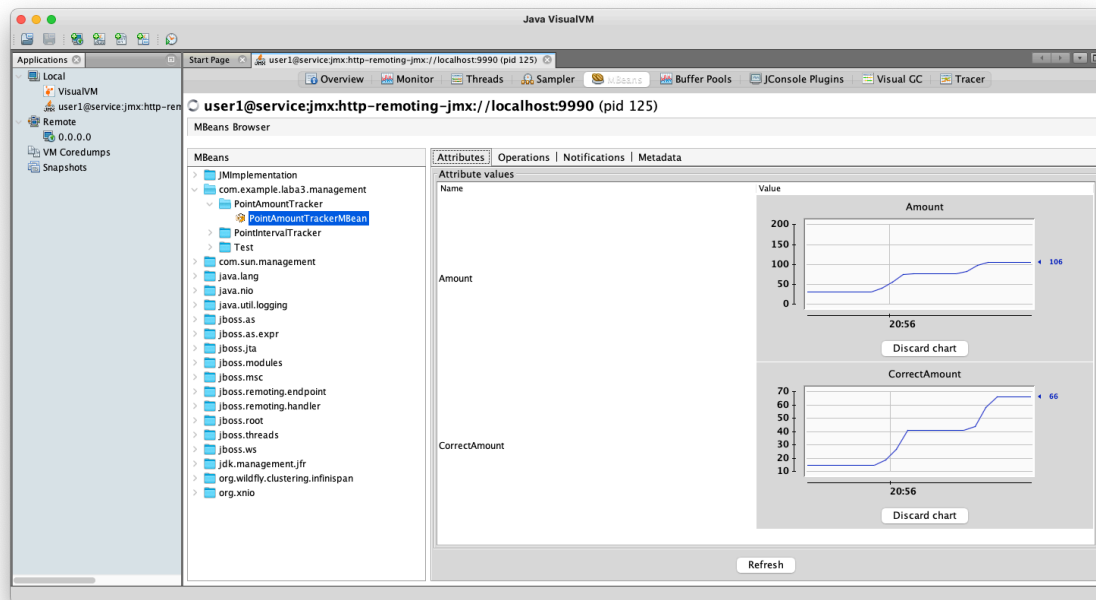 Java VisualVM
Applications
Start Page
user1@service:jmx:http-remoting-jmx://localhost:9990 (pid 125)
Local
VisualVM
user1@service:jmx:http-rem
Remote
0.0.0.0
VM Coredumps
Snapshots
Overview
Monitor
Threads
Sampler
MBeans
Buffer Pools
JConsole Plugins
Visual GC
Tracer
user1@service:jmx:http-remoting-jmx://localhost:9990 (pid 125)
MBeans Browser
MBeans
JMImplementation
com.example.laba3.management
PointAmountTracker
PointAmountTrackerMBean
PointIntervalTracker
Test
com.sun.management
java.lang
java.nio
java.util.logging
jboss.as
jboss.as.expr
jboss.jta
jboss.modules
jboss.msc
jboss.remoting.endpoint
jboss.remoting.handler
jboss.root
jboss.threads
jboss.ws
jdk.management.jfr
org.wildfly.clustering.infinispan
org.xnio
Attributes
Operations
Notifications
Metadata
Attribute values
Name
Value
Amount
Amount
200
150
100
50
0
106
20:56
Discard chart
CorrectAmount
CorrectAmount
70
60
50
40
30
20
10
66
20:56
Discard chart
Refresh